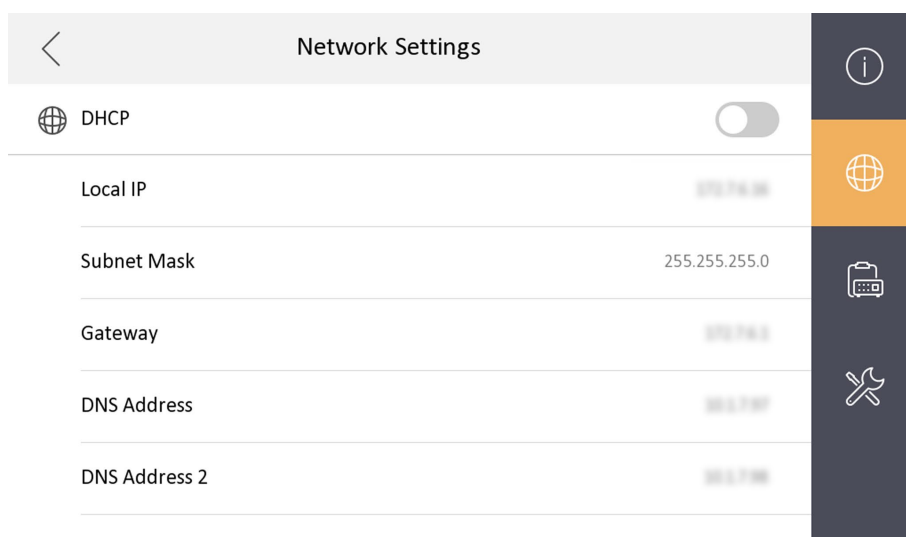 Network Settings
DHCP
Local IP
Subnet Mask 255.255.255.0
Gateway
DNS Address
DNS Address 2